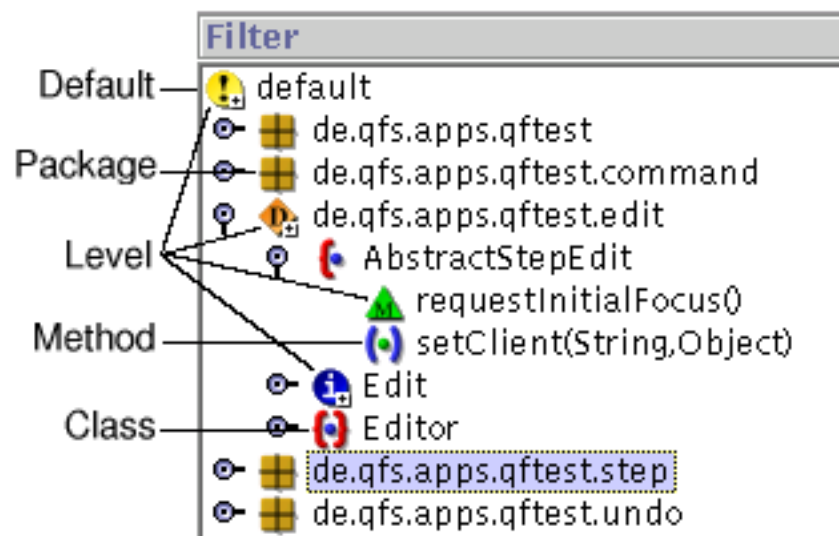 Filter
Default
default
de.qfs.apps.qftest
Package
de.qfs.apps.qftest.command
de.qfs.apps.qftest.edit
D
Level
AbstractStepEdit
requestInitialFocus()
M
Method
setClient(String,Object)
Edit
Class
Editor
de.qfs.apps.qftest.step
de.qfs.apps.qftest.undo